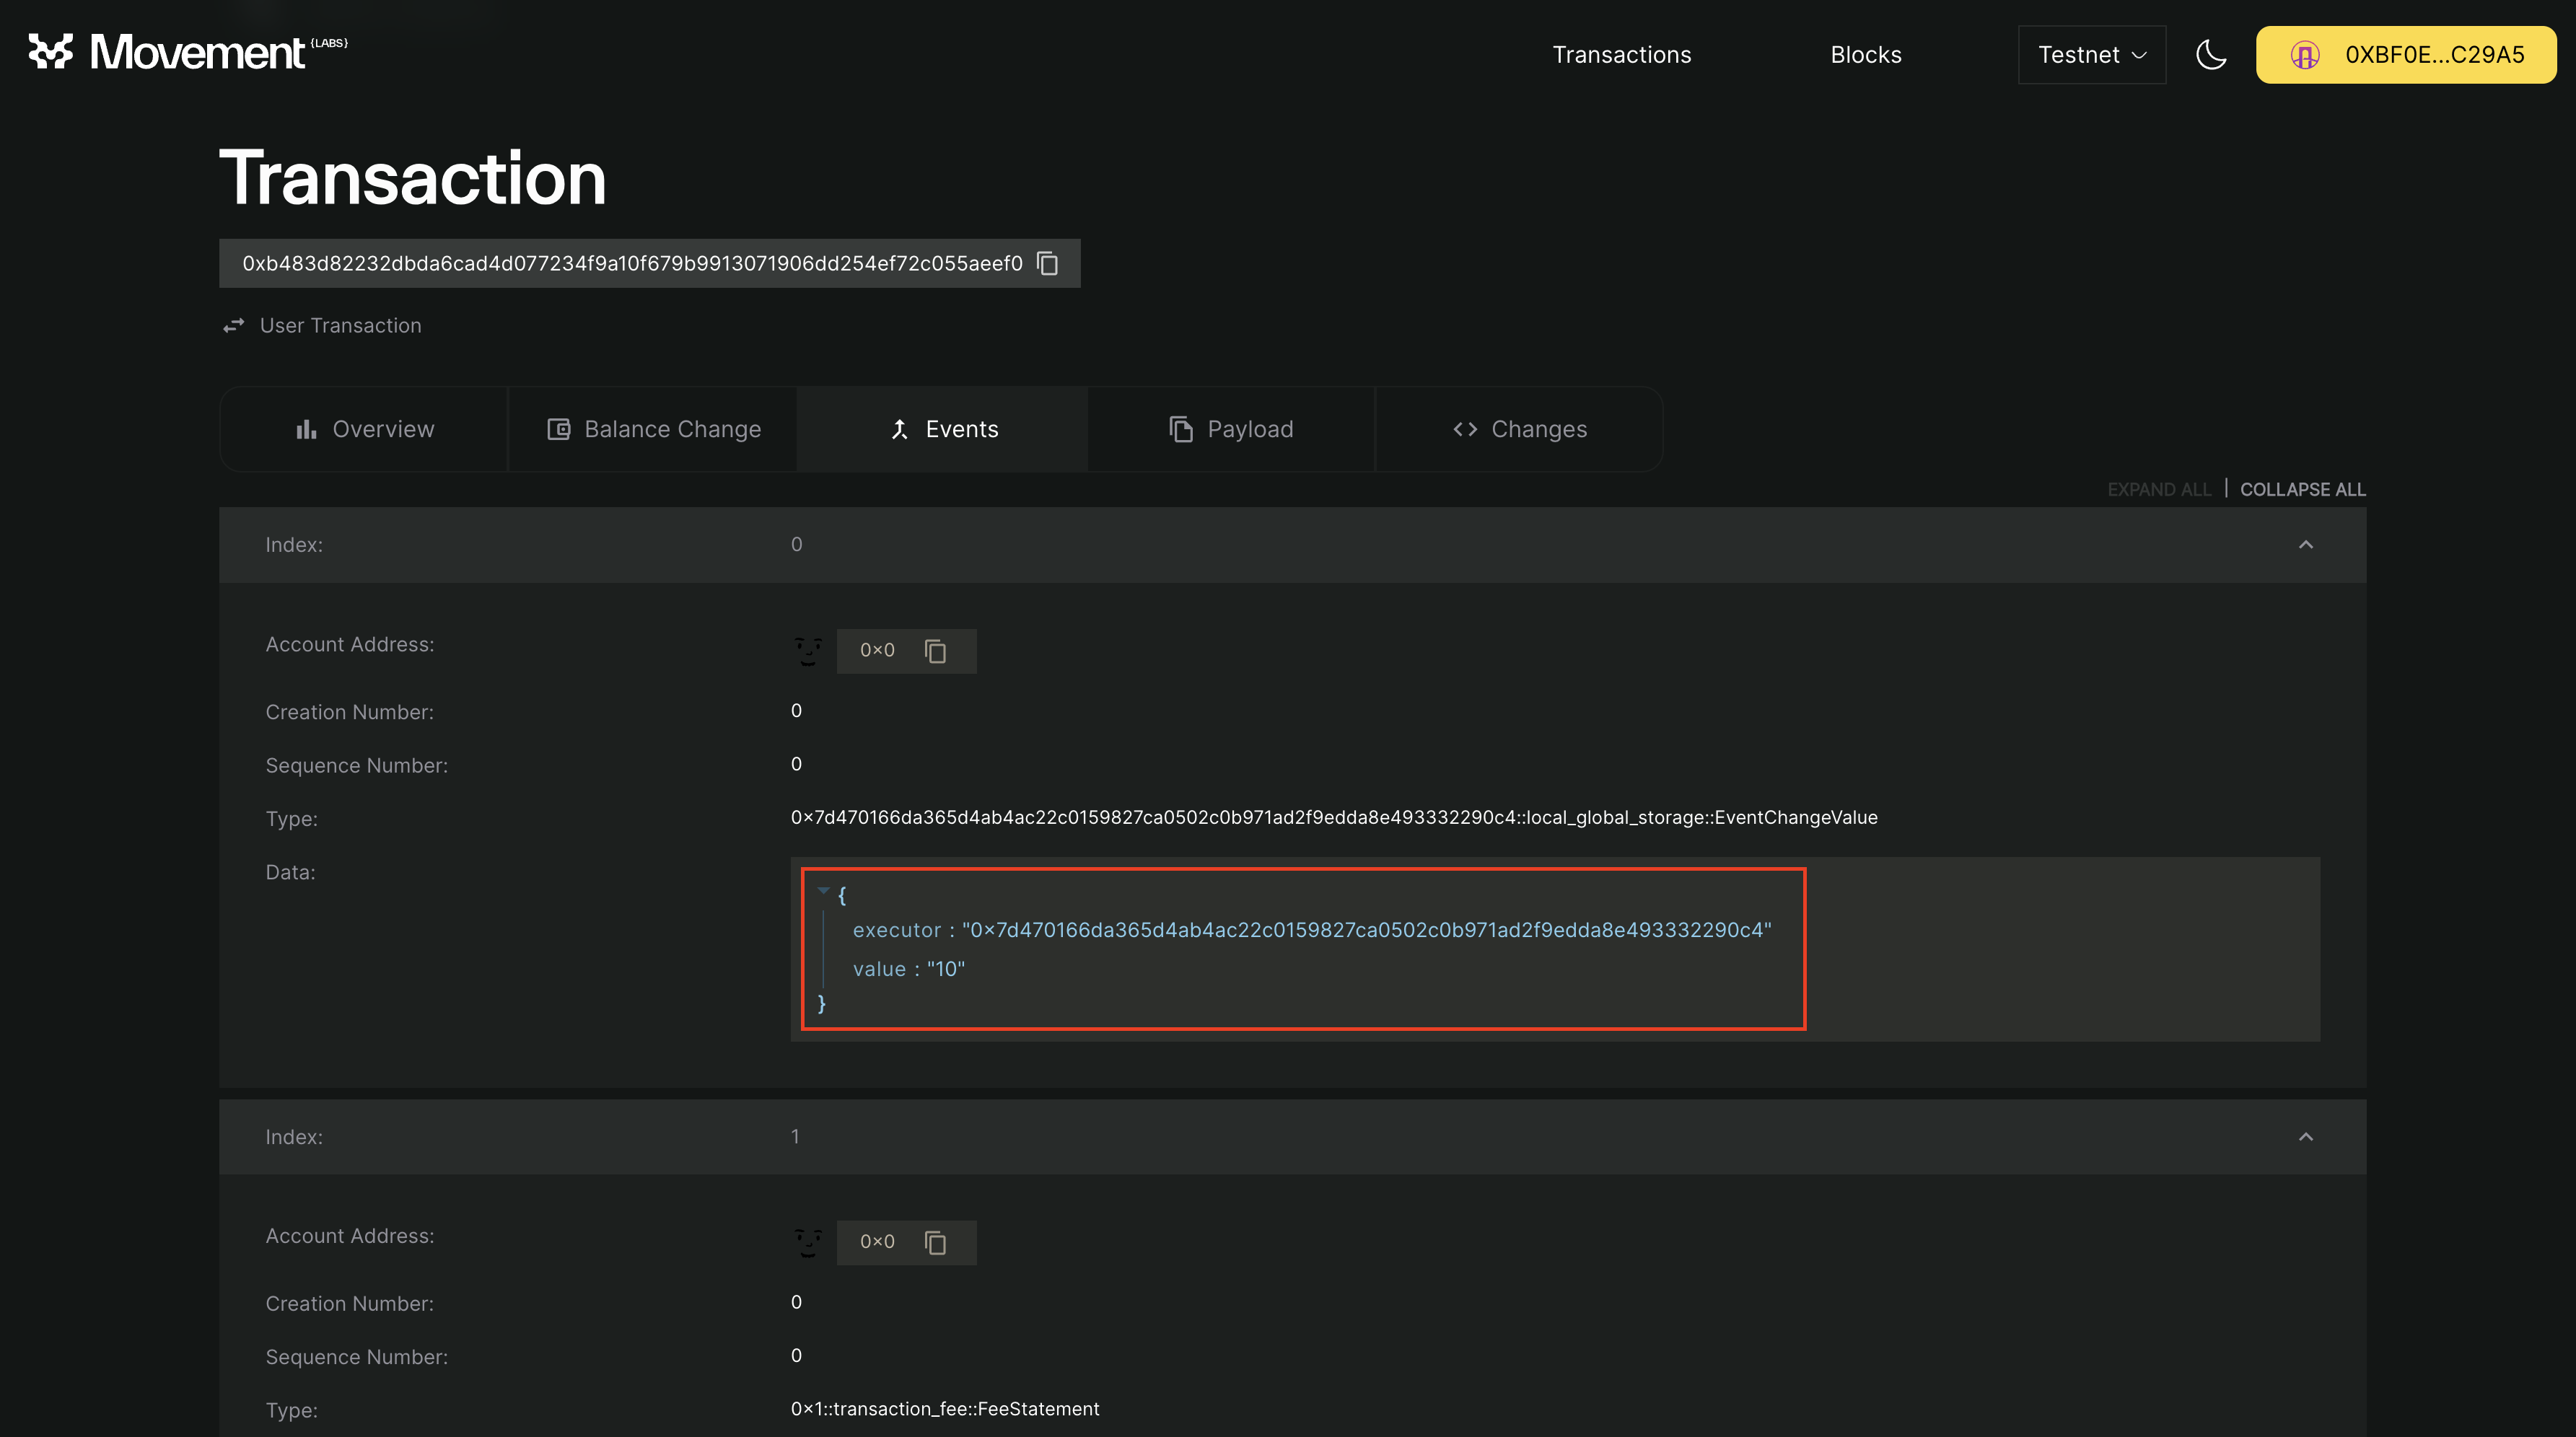 Movement {LABS}
Transactions
Blocks
Testnet
0XBF0E...C29A5
Transaction
0xb483d82232dbda6cad4d077234f9a10f679b9913071906dd254ef72c055aeef0
User Transaction
Overview
Balance Change
Events
Payload
Changes
EXPAND ALL | COLLAPSE ALL
Index: 0
Account Address: 0x0
Creation Number: 0
Sequence Number: 0
Type: 0x7d470166da365d4ab4ac22c0159827ca0502c0b971ad2f9edda8e493332290c4::local_global_storage::EventChangeValue
Data:
{
executor : "0x7d470166da365d4ab4ac22c0159827ca0502c0b971ad2f9edda8e493332290c4"
value : "10"
}
Index: 1
Account Address: 0x0
Creation Number: 0
Sequence Number: 0
Type: 0x1::transaction_fee::FeeStatement